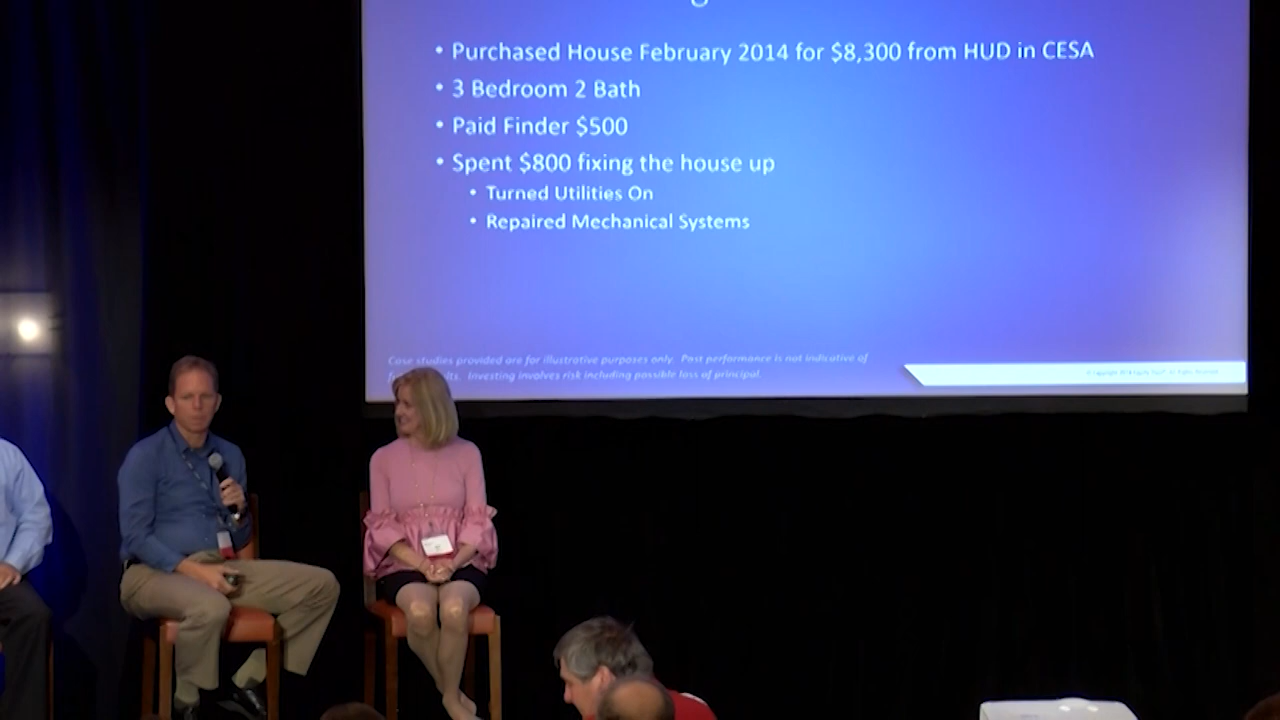 • Purchased House February 2014 for $8,300 from HUD in CESA
• 3 Bedroom 2 Bath
• Paid Finder $500
• Spent $800 fixing the house up
• Turned Utilities On
• Repaired Mechanical Systems
Case studies provided are for illustrative purposes only. Past performance is not indicative of
Investing involves risk including possible loss of principal.